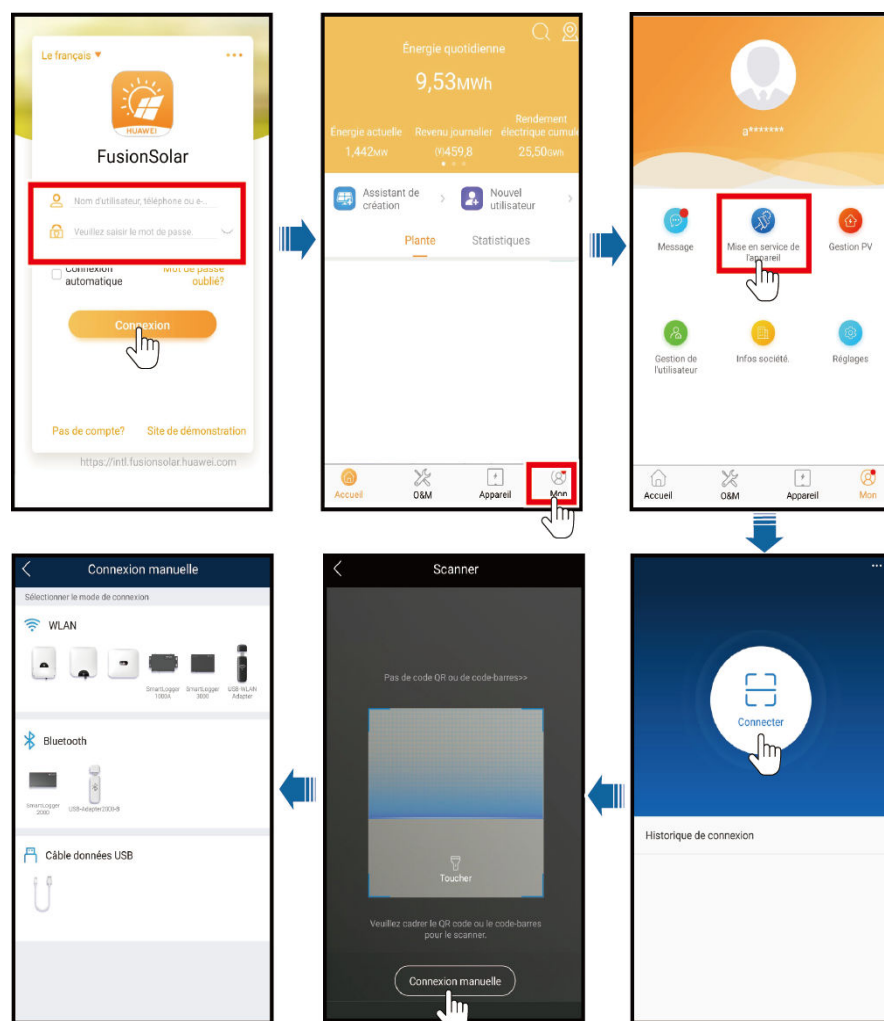 Le français ▼
HUAWEI
FusionSolar
Nom d'utilisateur, téléphone ou e-..
Veuillez saisir le mot de passe.
Connexion
automatique
Mot de passe
oublié?
Connexion
Pas de compte?
Site de démonstration
https://intl.fusionsolar.huawei.com
Énergie quotidienne
9,53MWh
Énergie actuelle
Revenu journalier
Rendement
électrique cumulé
1,442MW
(¥)459,8
25,50GWh
Assistant de
création
Nouvel
utilisateur
Plante
Statistiques
Accueil
O&M
Appareil
Mon
a*******
Message
Mise en service de
l'appareil
Gestion PV
Gestion de
l'utilisateur
Infos société.
Réglages
Accueil
O&M
Appareil
Mon
Connexion manuelle
Sélectionner le mode de connexion
WLAN
SmartLogger
1000A
SmartLogger
3000
USB-WLAN
Adapter
Bluetooth
SmartLogger
2000
USB-Adapter2000-B
Câble données USB
Scanner
Pas de code QR ou de code-barres>>
Toucher
Veuillez cadrer le QR code ou le code-barres
pour le scanner.
Connexion manuelle
Connecter
Historique de connexion